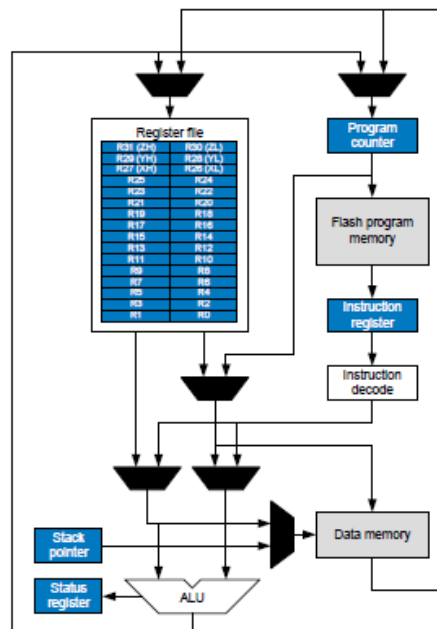 Register file
R31 (ZH) R30 (ZL)
R29 (YH) R28 (YL)
R27 (XH) R26 (XL)
R25 R24
R23 R22
R21 R20
R19 R18
R17 R16
R15 R14
R13 R12
R11 R10
R9 R8
R7 R6
R5 R4
R3 R2
R1 R0
Program
counter
Flash program
memory
Instruction
register
Instruction
decode
Stack
pointer
Data memory
Status
register
ALU